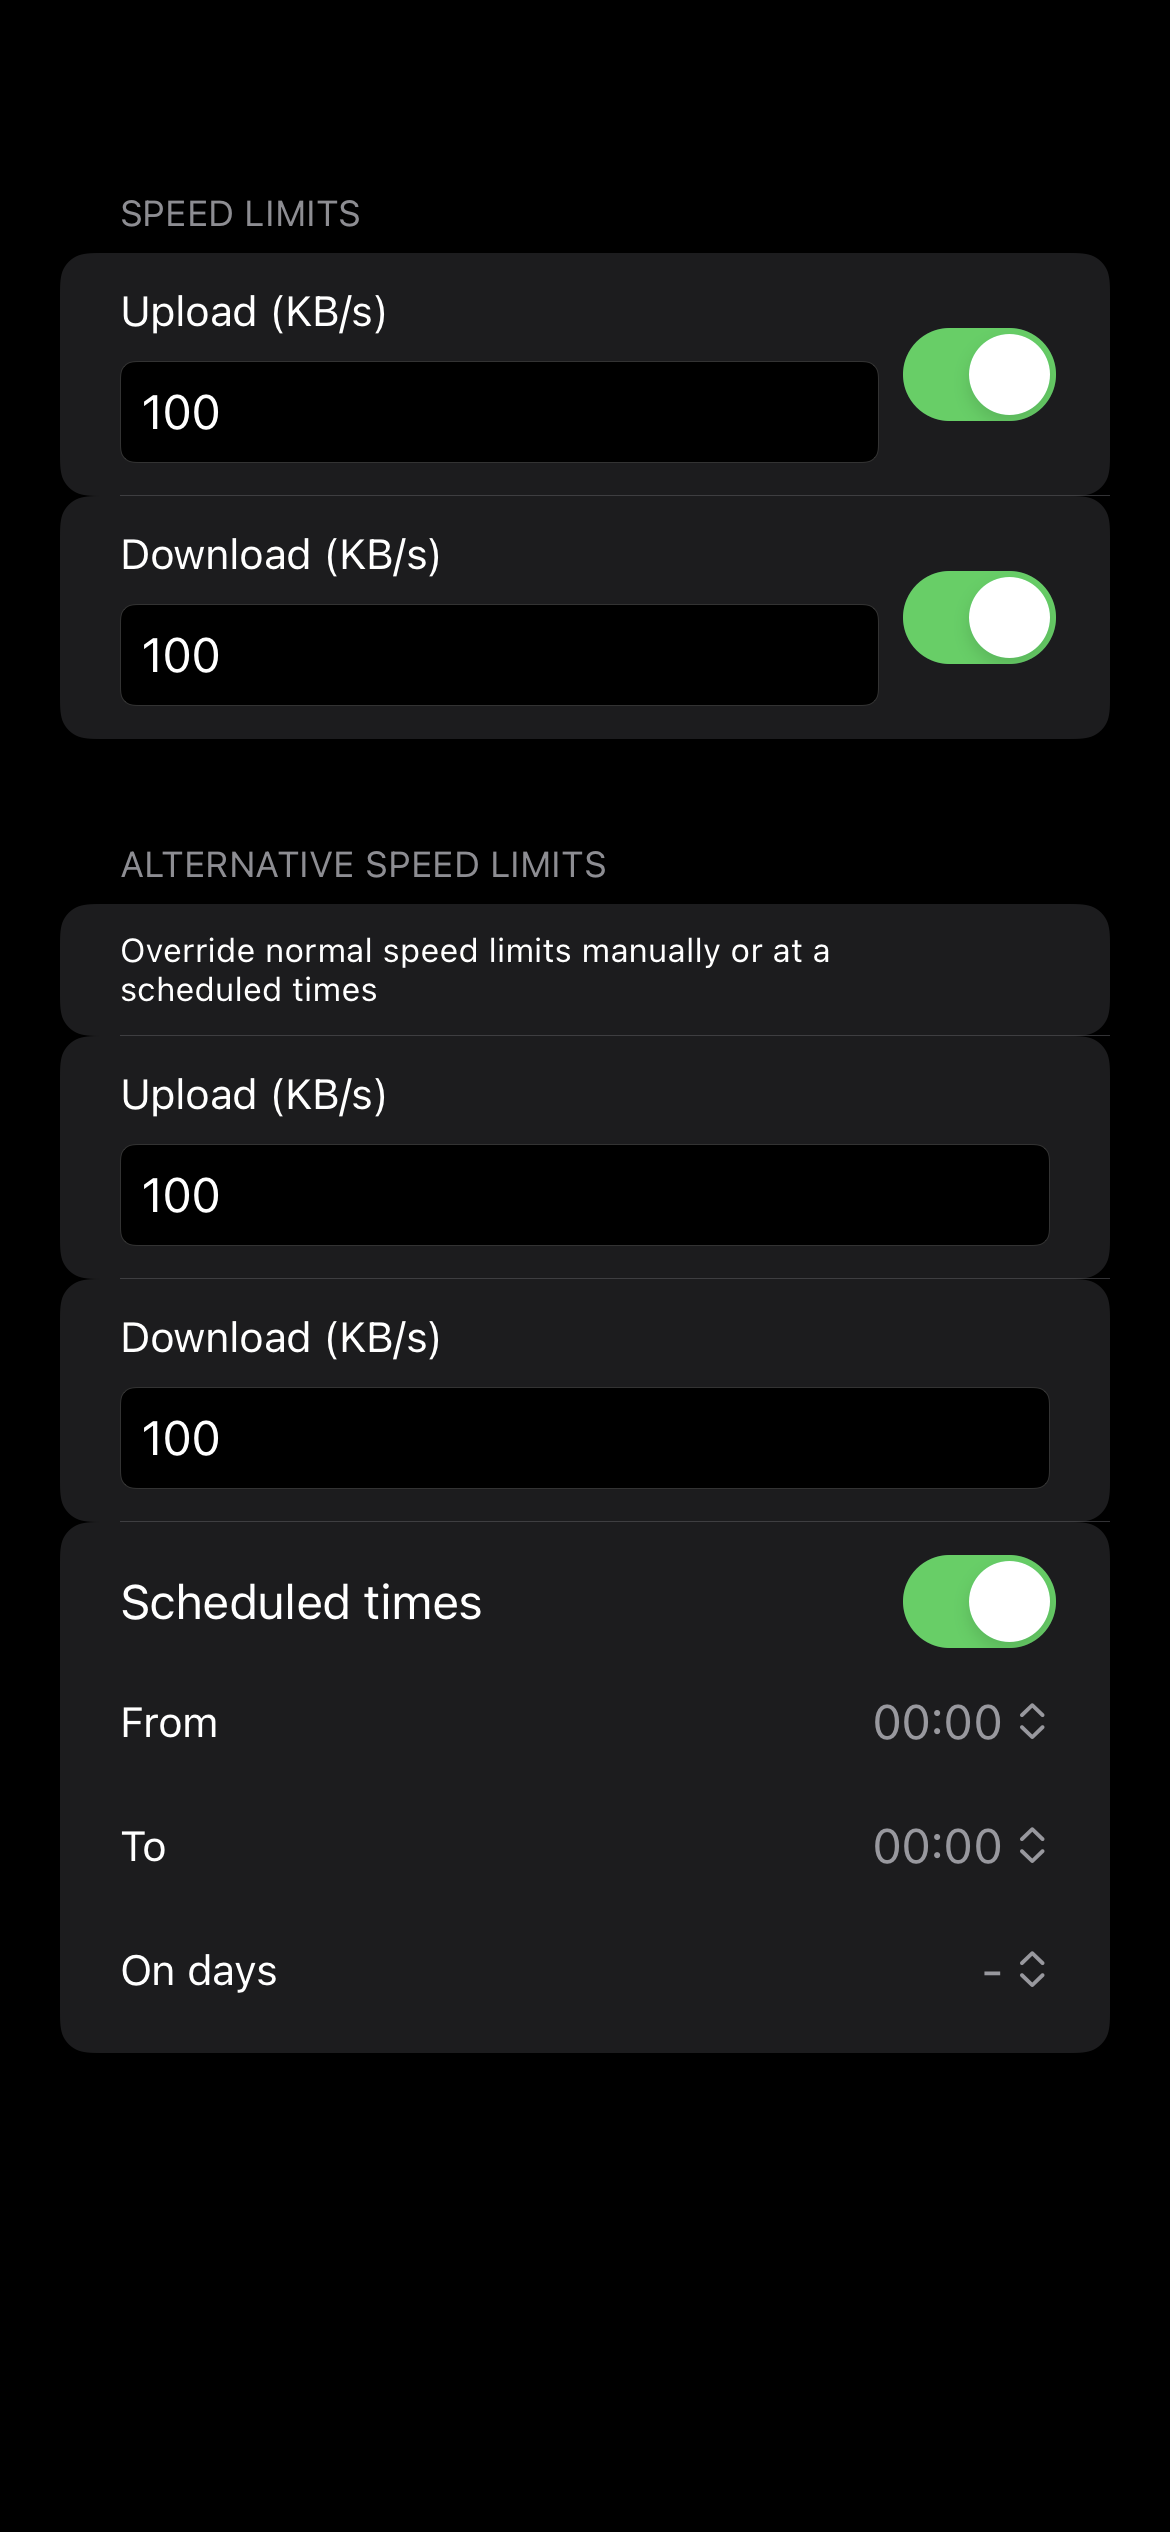 SPEED LIMITS
Upload (KB/s)
100
Download (KB/s)
100
ALTERNATIVE SPEED LIMITS
Override normal speed limits manually or at a
scheduled times
Upload (KB/s)
100
Download (KB/s)
100
Scheduled times
From 00:00
To 00:00
On days -